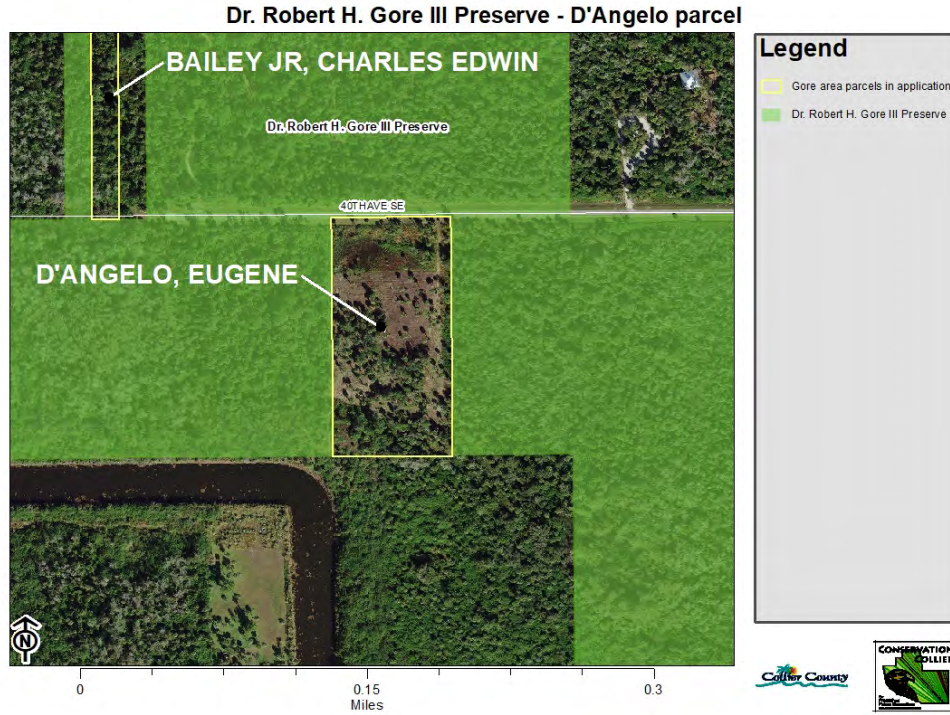 Dr. Robert H. Gore III Preserve - D'Angelo parcel
BAILEY JR, CHARLES EDWIN
Dr. Robert H. Gore III Preserve
40TH AVE SE
D'ANGELO, EUGENE
N
0 0.15 0.3
Miles
Legend
Gore area parcels in application
Dr. Robert H. Gore III Preserve
Collier County
CONSERVATION
COLLIER